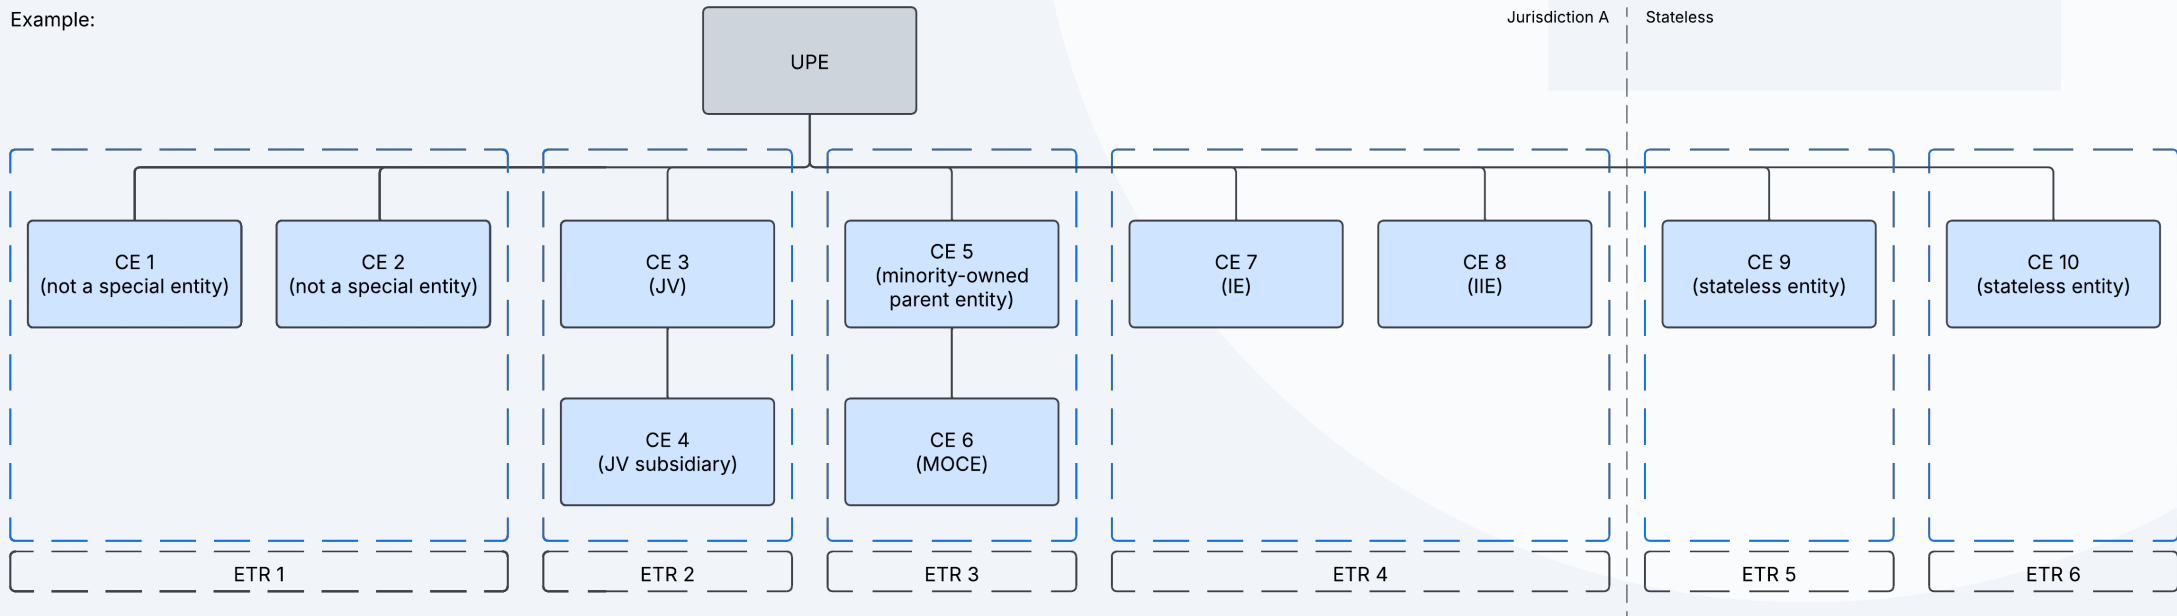 Example:
Jurisdiction A
Stateless
UPE
CE 1
(not a special entity)
CE 2
(not a special entity)
CE 3
(JV)
CE 5
(minority-owned
parent entity)
CE 7
(IE)
CE 8
(IIE)
CE 9
(stateless entity)
CE 10
(stateless entity)
CE 4
(JV subsidiary)
CE 6
(MOCE)
ETR 1
ETR 2
ETR 3
ETR 4
ETR 5
ETR 6